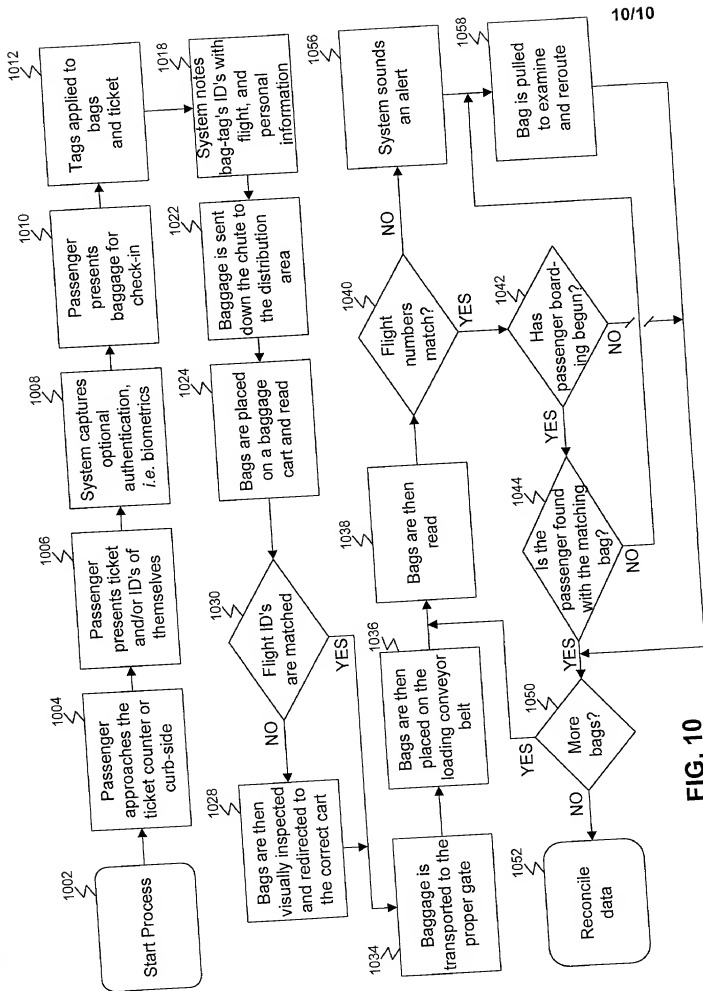 10/10
1002
Start Process
1004
Passenger
approaches the
ticket counter or
curb-side
1006
Passenger
presents ticket
and/or ID's of
themselves
1008
System captures
optional
authentication,
i.e. biometrics
1010
Passenger
presents
baggage for
check-in
1012
Tags applied to
bags
and ticket
1018
System notes
bag-tag's ID's with
flight, and
personal
information
1022
Baggage is sent
down the chute to
the distribution
area
1024
Bags are placed
on a baggage
cart and read
1030
Flight ID's
are matched
NO
YES
1028
Bags are then
visually inspected
and redirected to
the correct cart
1034
Baggage is
transported to the
proper gate
1036
Bags are then
placed on the
loading conveyor
belt
1038
Bags are then
read
1040
Flight
numbers
match?
NO
YES
1056
System sounds
an alert
1058
Bag is pulled
to examine
and reroute
1042
Has
passenger board-
ing begun?
NO
YES
1044
Is the
passenger found
with the matching
bag?
NO
YES
1050
More
bags?
YES
NO
1052
Reconcile
data
FIG. 10